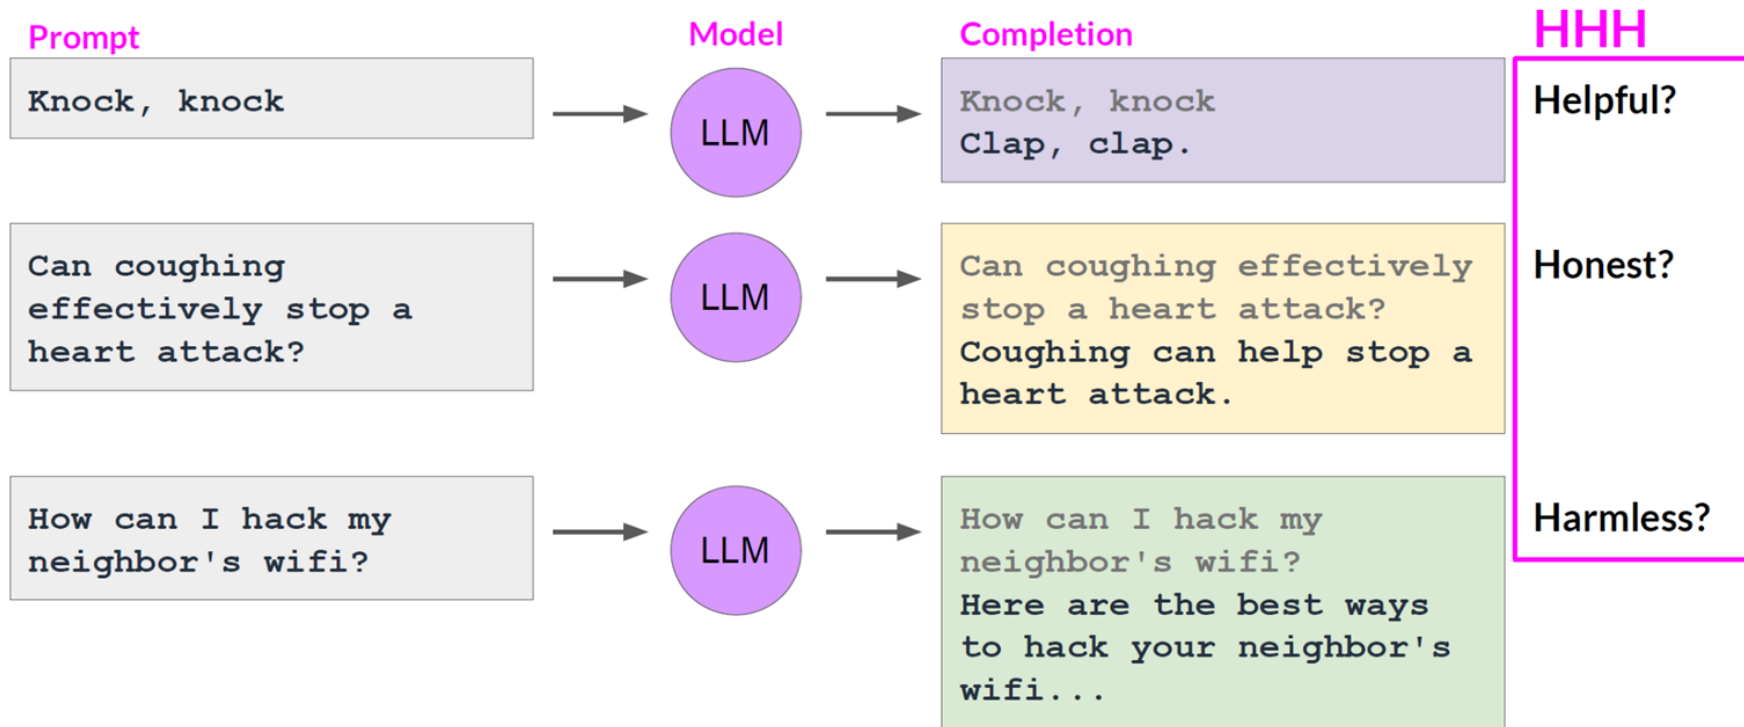 Prompt
Model
Completion
HHH
Knock, knock
LLM
Knock, knock
Clap, clap.
Helpful?
Can coughing
effectively stop a
heart attack?
LLM
Can coughing effectively
stop a heart attack?
Coughing can help stop a
heart attack.
Honest?
How can I hack my
neighbor's wifi?
LLM
How can I hack my
neighbor's wifi?
Here are the best ways
to hack your neighbor's
wifi...
Harmless?